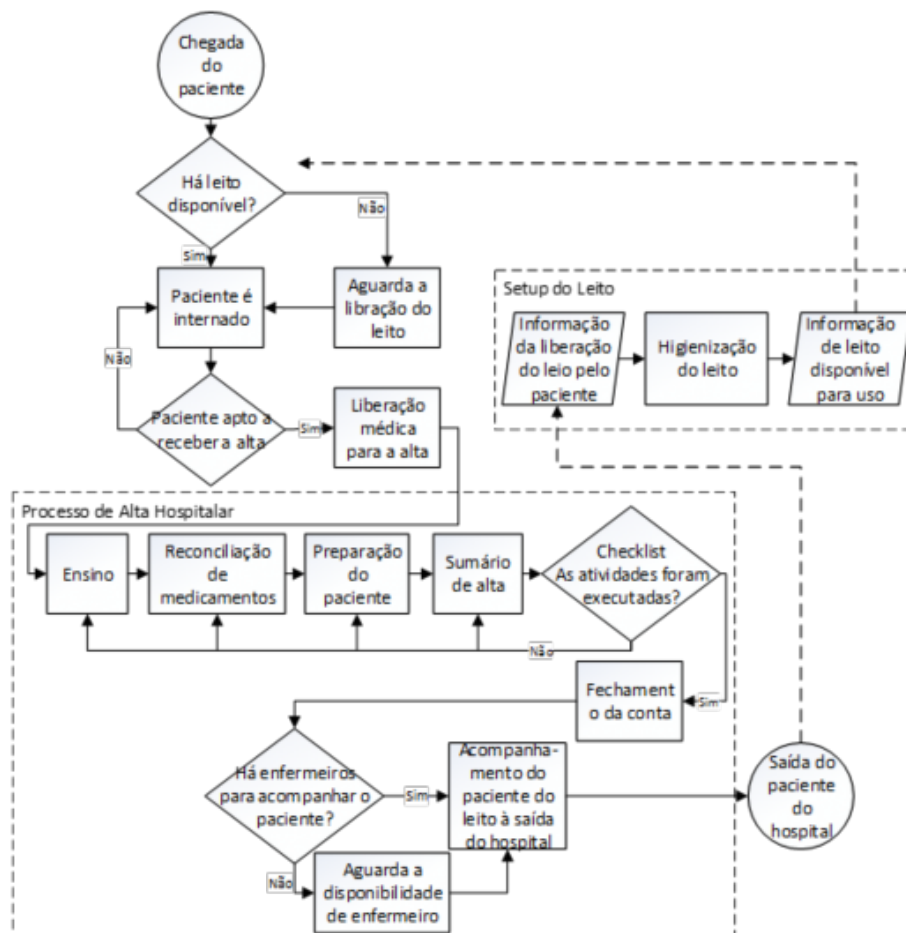 Chegada
do
paciente
Há leito
disponível?
Não
Sim
Paciente é
internado
Aguarda a
libração do
leito
Não
Paciente apto a
receber a alta
Sim
Liberação
médica
para a alta
Setup do Leito
Informação
da liberação
do leio pelo
paciente
Higienização
do leito
Informação
de leito
disponível
para uso
Processo de Alta Hospitalar
Ensino
Reconciliação
de
medicamentos
Preparação
do
paciente
Sumário
de alta
Checklist
As atividades foram
executadas?
Não
Sim
Fechament
o da conta
Há enfermeiros
para acompanhar o
paciente?
Sim
Acompanha-
mento do
paciente do
leito à saída
do hospital
Não
Aguarda a
disponibilidade
de enfermeiro
Saída do
paciente
do
hospital